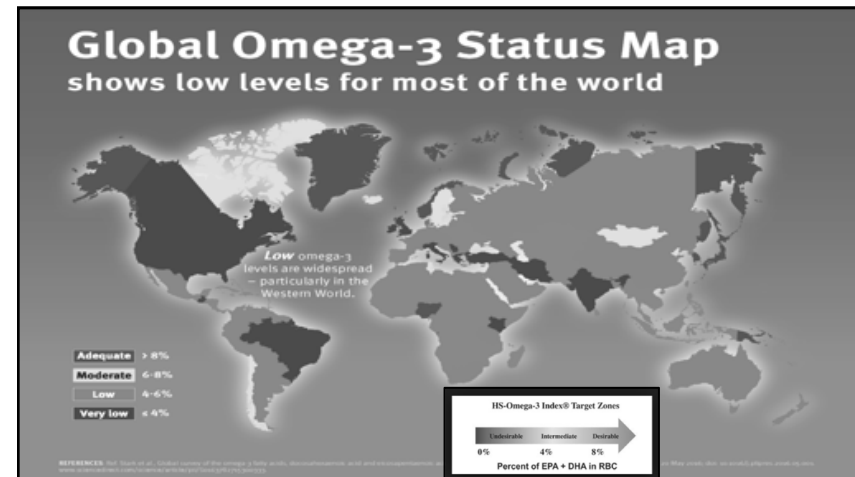 Global Omega-3 Status Map
shows low levels for most of the world
Low omega-3
levels are widespread
– particularly in the
Western World.
Adequate > 8%
Moderate 6-8%
Low 4-6%
Very low ≤ 4%
HS-Omega-3 Index® Target Zones
Undesirable Intermediate Desirable
0% 4% 8%
Percent of EPA + DHA in RBC
REFERENCES